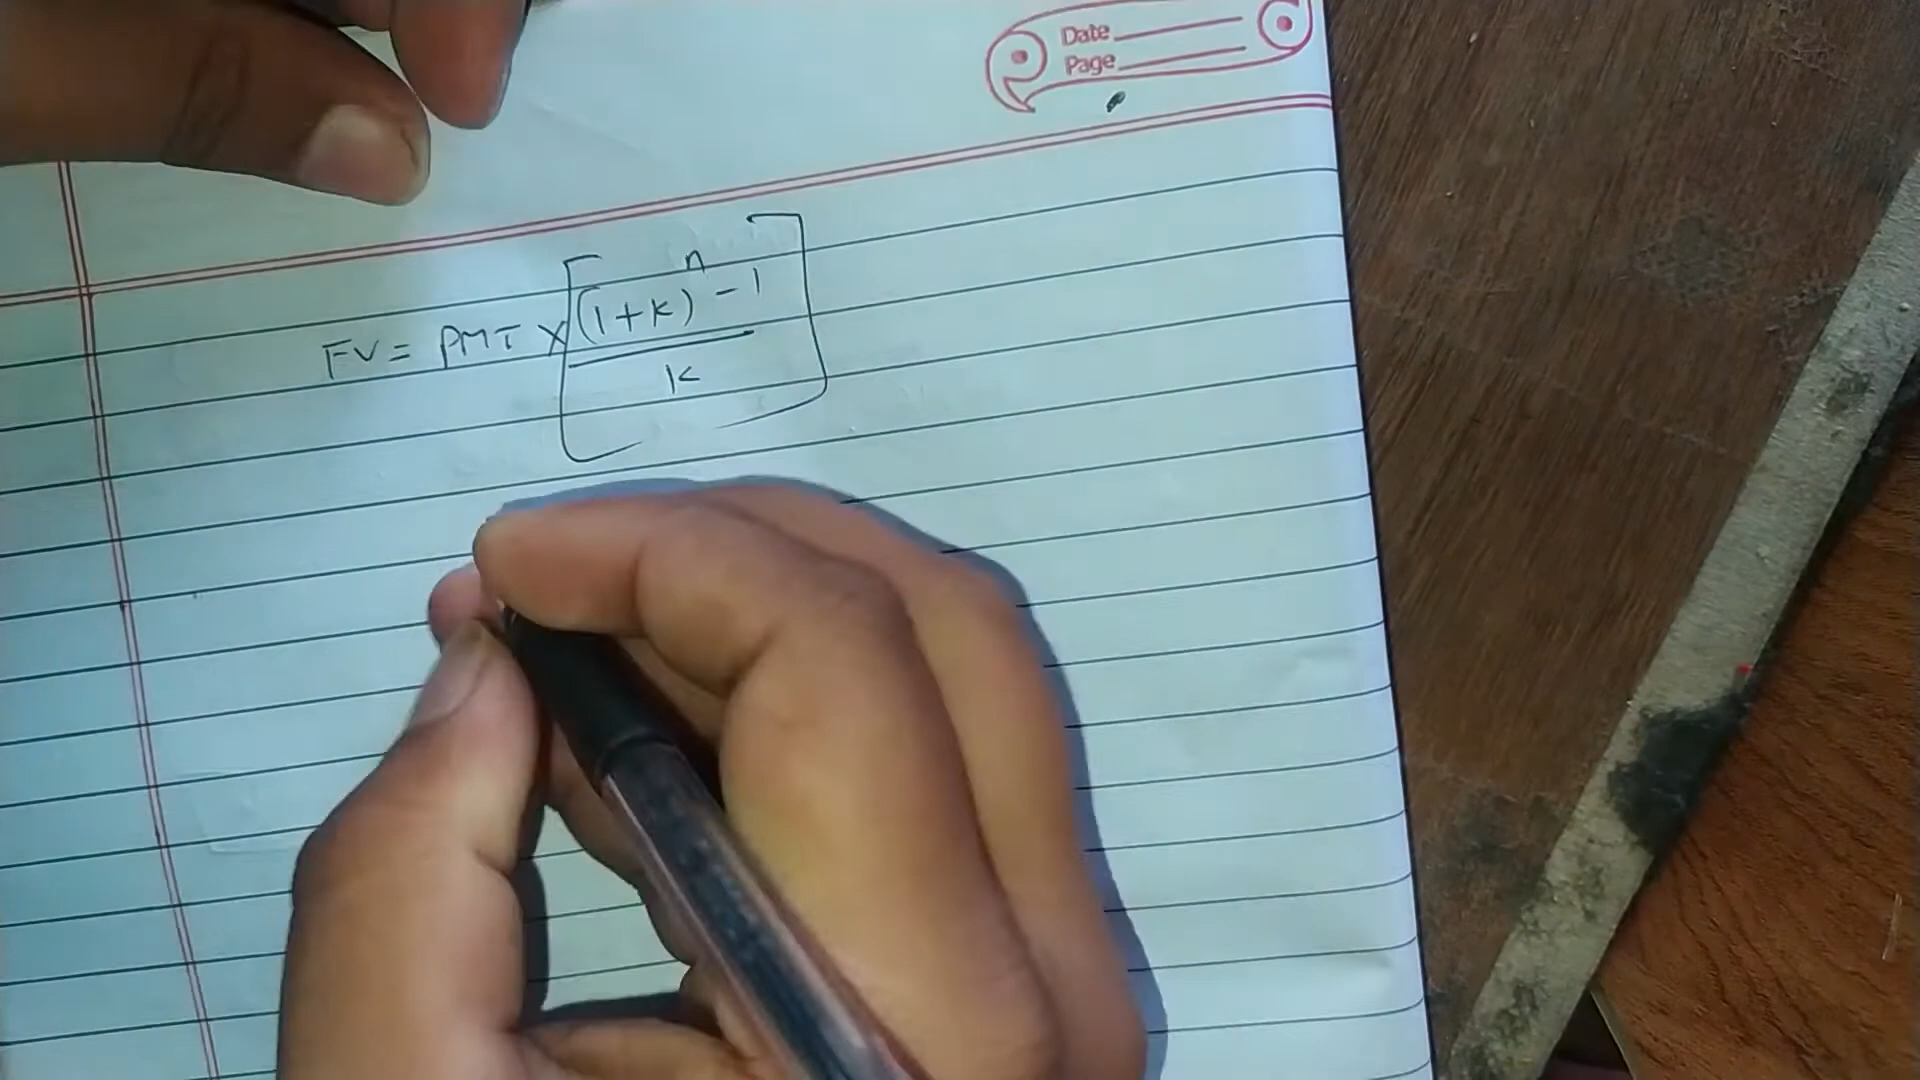 Date
Page
FV = PMT x [((1+k)^n - 1) / k]